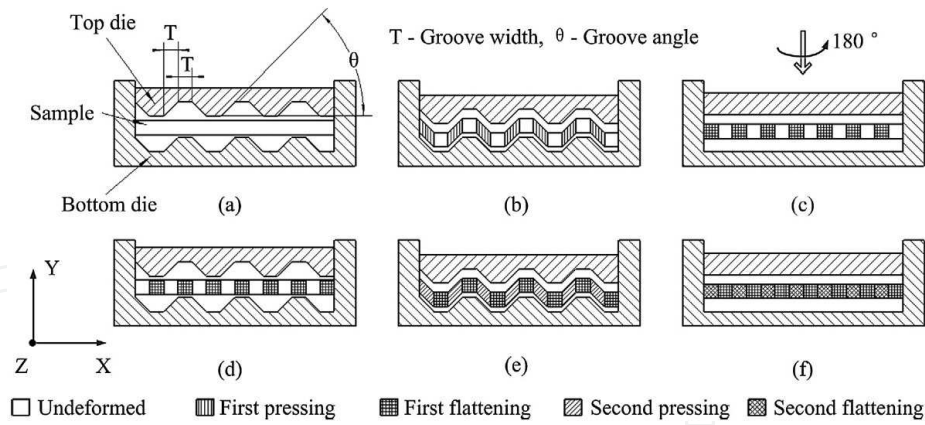 Top die
T
T
θ
T - Groove width, θ - Groove angle
180 °
Sample
Bottom die
(a)
(b)
(c)
Y
Z
X
(d)
(e)
(f)
Undeformed
First pressing
First flattening
Second pressing
Second flattening